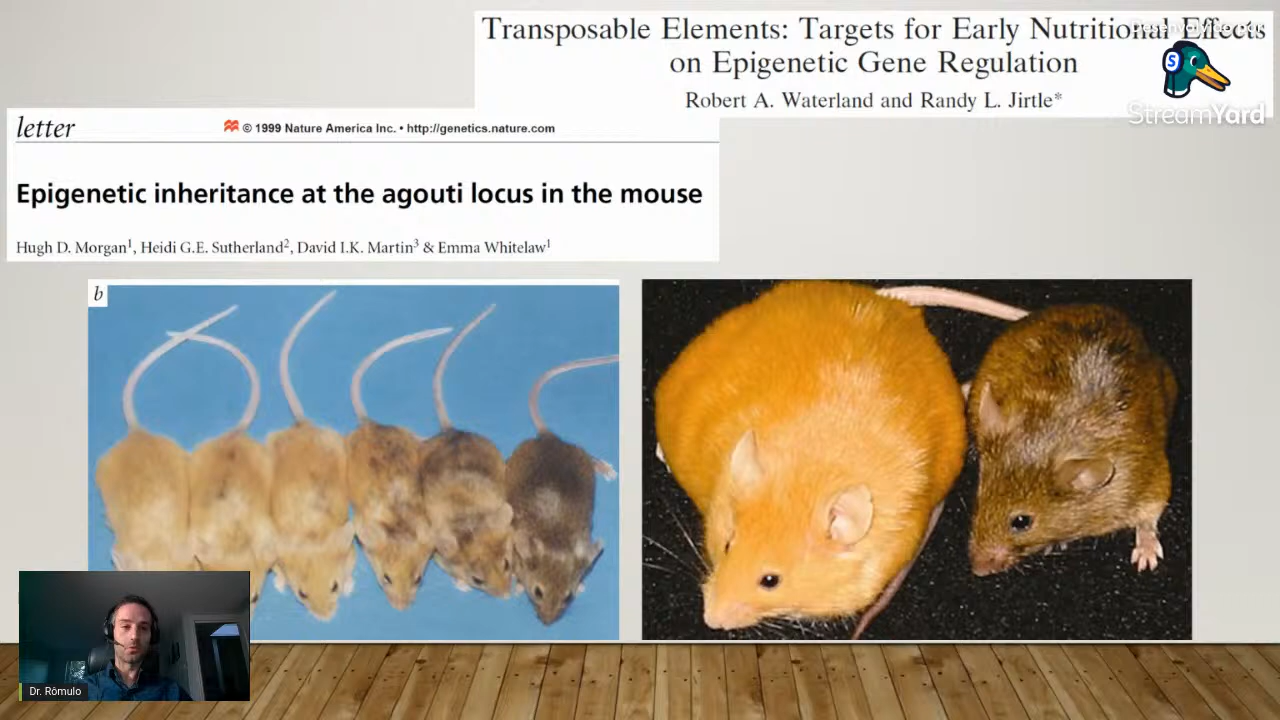 Transposable Elements: Targets for Early Nutritional Effects
on Epigenetic Gene Regulation
Robert A. Waterland and Randy L. Jirtle*
S
StreamYard
letter
© 1999 Nature America Inc. • http://genetics.nature.com
Epigenetic inheritance at the agouti locus in the mouse
Hugh D. Morgan1, Heidi G.E. Sutherland2, David I.K. Martin3 & Emma Whitelaw1
b
Dr. Rômulo